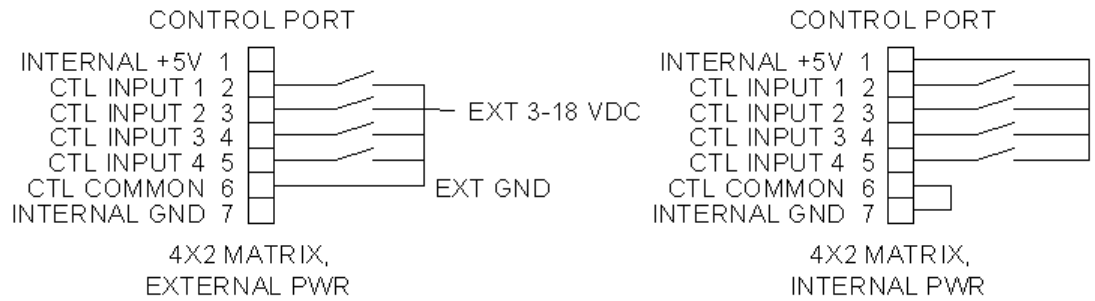 CONTROL PORT
INTERNAL +5V 1
CTL INPUT 1 2
CTL INPUT 2 3
CTL INPUT 3 4
CTL INPUT 4 5
CTL COMMON 6
INTERNAL GND 7
EXT 3-18 VDC
EXT GND
4X2 MATRIX,
EXTERNAL PWR
CONTROL PORT
INTERNAL +5V 1
CTL INPUT 1 2
CTL INPUT 2 3
CTL INPUT 3 4
CTL INPUT 4 5
CTL COMMON 6
INTERNAL GND 7
4X2 MATRIX,
INTERNAL PWR